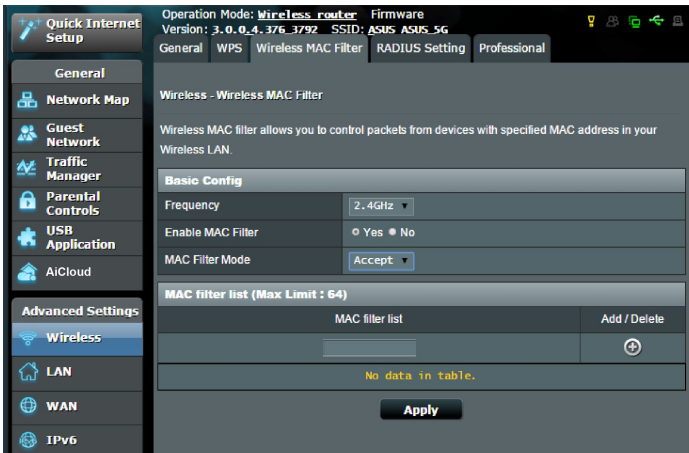 Quick Internet
Setup
General
Network Map
Guest
Network
Traffic
Manager
Parental
Controls
USB
Application
AiCloud
Advanced Settings
Wireless
LAN
WAN
IPv6
Operation Mode: Wireless router Firmware
Version: 3.0.0.4.376_3792 SSID: ASUS ASUS_5G
General WPS Wireless MAC Filter RADIUS Setting Professional
Wireless - Wireless MAC Filter
Wireless MAC filter allows you to control packets from devices with specified MAC address in your
Wireless LAN.
Basic Config
Frequency 2.4GHz
Enable MAC Filter Yes No
MAC Filter Mode Accept
MAC filter list (Max Limit : 64)
MAC filter list Add / Delete
No data in table.
Apply